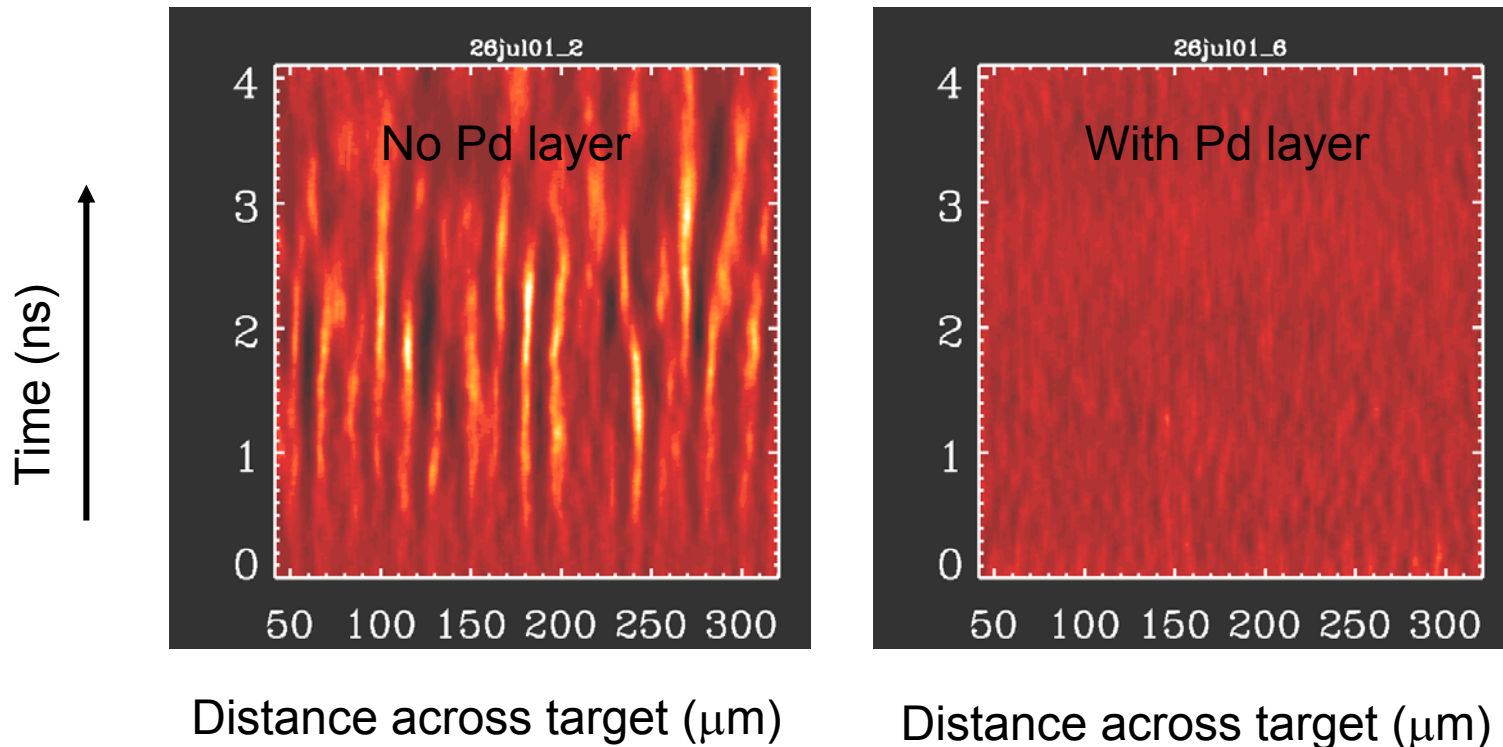 26jul01_2
No Pd layer
4
3
2
1
0
50 100 150 200 250 300
Distance across target (μm)
Time (ns)
26jul01_6
With Pd layer
4
3
2
1
0
50 100 150 200 250 300
Distance across target (μm)